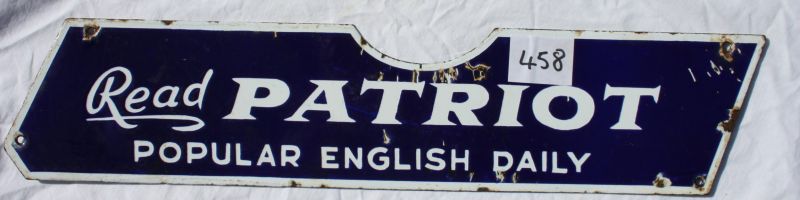 458
Read PATRIOT
POPULAR ENGLISH DAILY